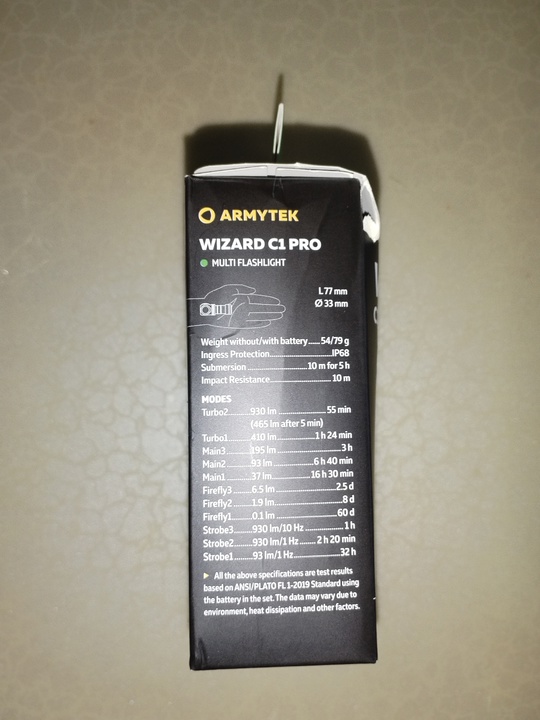 ARMYTEK
WIZARD C1 PRO
MULTI FLASHLIGHT
L 77 mm
Ø 33 mm
Weight without/with battery......54/79 g
Ingress Protection........................IP68
Submersion ........................10 m for 5 h
Impact Resistance........................ 10 m
MODES
Turbo2........930 lm ....................55 min
(465 lm after 5 min)
Turbo1........410 lm ...............1 h 24 min
Main3.........195 lm............................3 h
Main2.........93 lm................6 h 40 min
Main1.........37 lm...............16 h 30 min
Firefly3.......6.5 lm.........................2.5 d
Firefly2.......1.9 lm............................8 d
Firefly1.......0.1 lm..........................60 d
Strobe3......930 lm/10 Hz ................1 h
Strobe2......930 lm/1 Hz.......2 h 20 min
Strobe1......93 lm/1 Hz...................32 h
► All the above specifications are test results
based on ANSI/PLATO FL 1-2019 Standard using
the battery in the set. The data may vary due to
environment, heat dissipation and other factors.